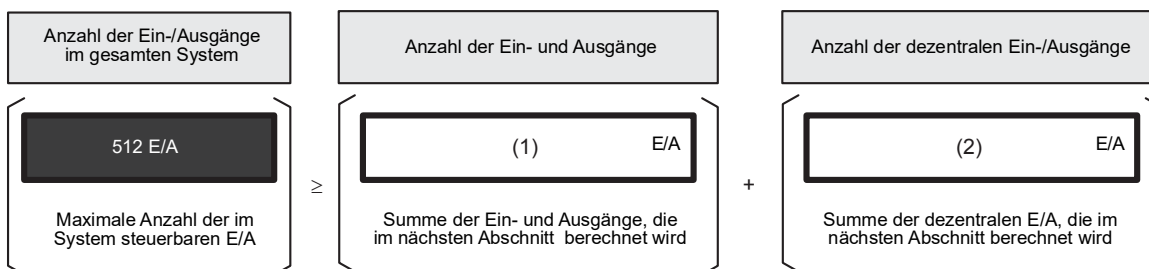 Anzahl der Ein-/Ausgänge
im gesamten System
Anzahl der Ein- und Ausgänge
Anzahl der dezentralen Ein-/Ausgänge
512 E/A
(1)
E/A
(2)
E/A
≥
+
Maximale Anzahl der im
System steuerbaren E/A
Summe der Ein- und Ausgänge, die
im nächsten Abschnitt berechnet wird
Summe der dezentralen E/A, die im
nächsten Abschnitt berechnet wird